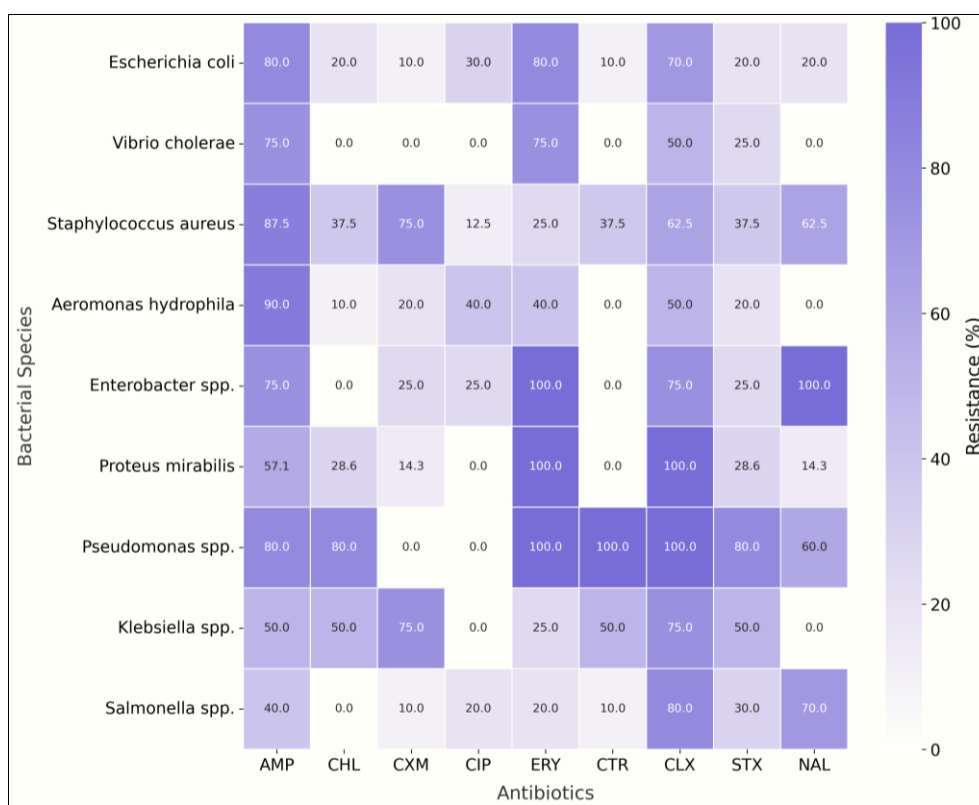 Escherichia coli 80.0 20.0 10.0 30.0 80.0 10.0 70.0 20.0 20.0
Vibrio cholerae 75.0 0.0 0.0 0.0 75.0 0.0 50.0 25.0 0.0
Staphylococcus aureus 87.5 37.5 75.0 12.5 25.0 37.5 62.5 37.5 62.5
Aeromonas hydrophila 90.0 10.0 20.0 40.0 40.0 0.0 50.0 20.0 0.0
Enterobacter spp. 75.0 0.0 25.0 25.0 100.0 0.0 75.0 25.0 100.0
Proteus mirabilis 57.1 28.6 14.3 0.0 100.0 0.0 100.0 28.6 14.3
Pseudomonas spp. 80.0 80.0 0.0 0.0 100.0 100.0 100.0 80.0 60.0
Klebsiella spp. 50.0 50.0 75.0 0.0 25.0 50.0 75.0 50.0 0.0
Salmonella spp. 40.0 0.0 10.0 20.0 20.0 10.0 80.0 30.0 70.0
AMP CHL CXM CIP ERY CTR CLX STX NAL
Antibiotics
Bacterial Species
100
80
60
40
20
0
Resistance (%)